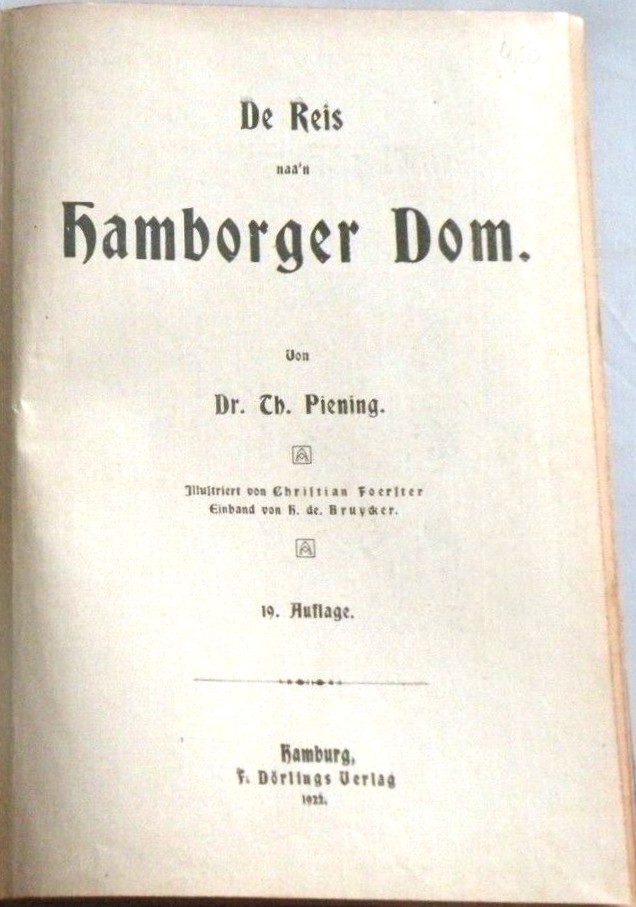 De Reis
naa'n
Hamborger Dom.
Von
Dr. Th. Piening.
Illuſtriert von Chriſtian Foerſter
Einband von H. de. Bruycker.
19. Auflage.
Hamburg,
F. Dörlings Verlag
1922.